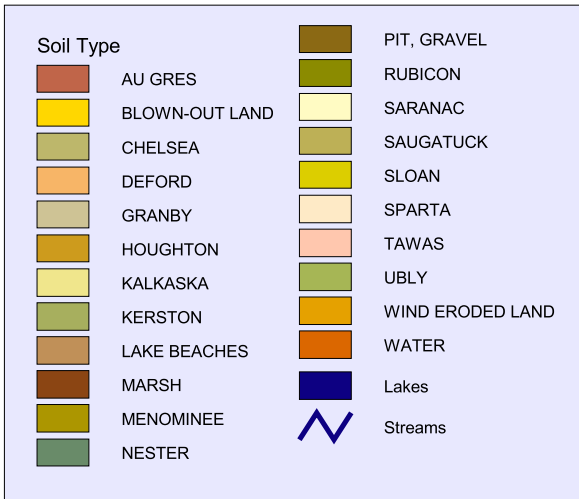 Soil Type
AU GRES
BLOWN-OUT LAND
CHELSEA
DEFORD
GRANBY
HOUGHTON
KALKASKA
KERSTON
LAKE BEACHES
MARSH
MENOMINEE
NESTER
PIT, GRAVEL
RUBICON
SARANAC
SAUGATUCK
SLOAN
SPARTA
TAWAS
UBLY
WIND ERODED LAND
WATER
Lakes
Streams